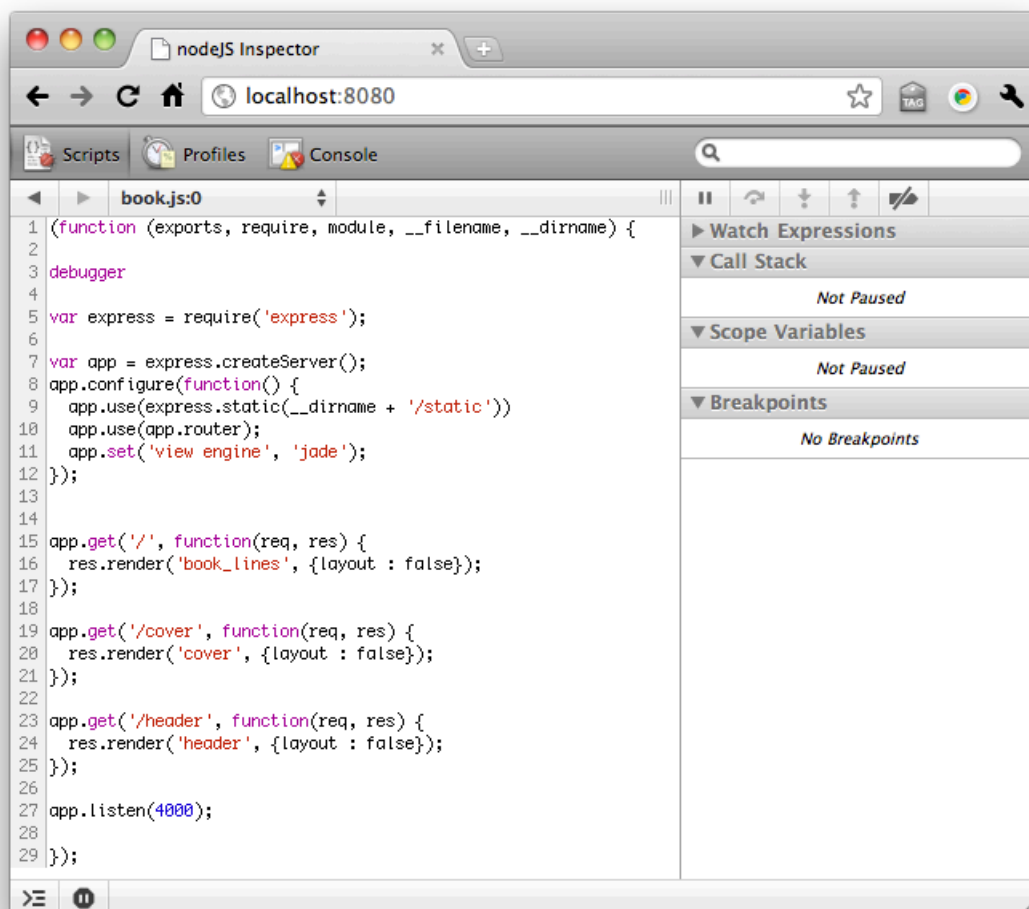 nodeJS Inspector
localhost:8080
TAG
Scripts Profiles Console
book.js:0
1 (function (exports, require, module, __filename, __dirname) {
2
3 debugger
4
5 var express = require('express');
6
7 var app = express.createServer();
8 app.configure(function() {
9   app.use(express.static(__dirname + '/static'))
10   app.use(app.router);
11   app.set('view engine', 'jade');
12 });
13
14
15 app.get('/', function(req, res) {
16   res.render('book_lines', {layout : false});
17 });
18
19 app.get('/cover', function(req, res) {
20   res.render('cover', {layout : false});
21 });
22
23 app.get('/header', function(req, res) {
24   res.render('header', {layout : false});
25 });
26
27 app.listen(4000);
28
29 });
Watch Expressions
Call Stack
Not Paused
Scope Variables
Not Paused
Breakpoints
No Breakpoints